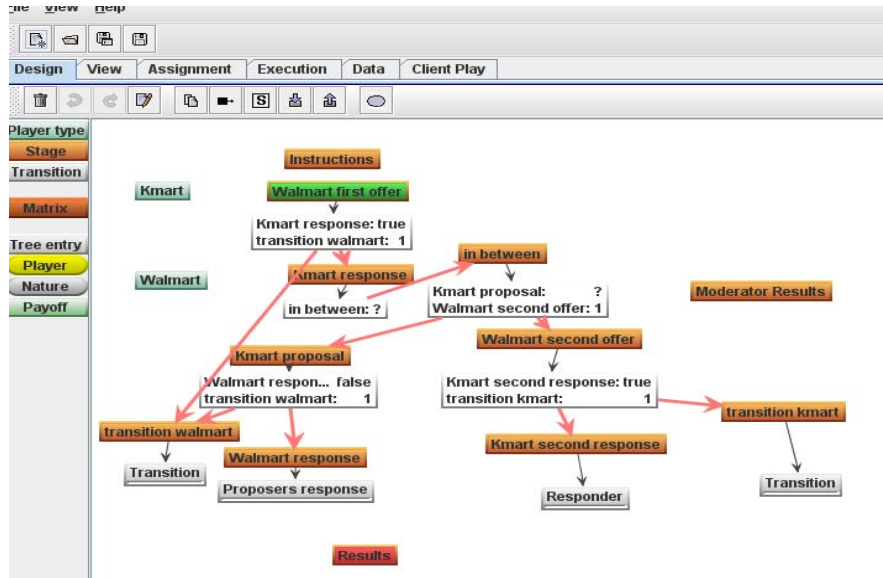 File View Help
Design View Assignment Execution Data Client Play
S
Player type
Stage
Transition
Matrix
Tree entry
Player
Nature
Payoff
Instructions
Kmart
Walmart first offer
Kmart response: true
transition walmart: 1
in between
Kmart response
Walmart
in between: ?
Kmart proposal: ?
Walmart second offer: 1
Moderator Results
Walmart second offer
Kmart proposal
Walmart respon... false
transition walmart: 1
Kmart second response: true
transition kmart: 1
transition kmart
transition walmart
Kmart second response
Walmart response
Transition
Proposers response
Responder
Transition
Results